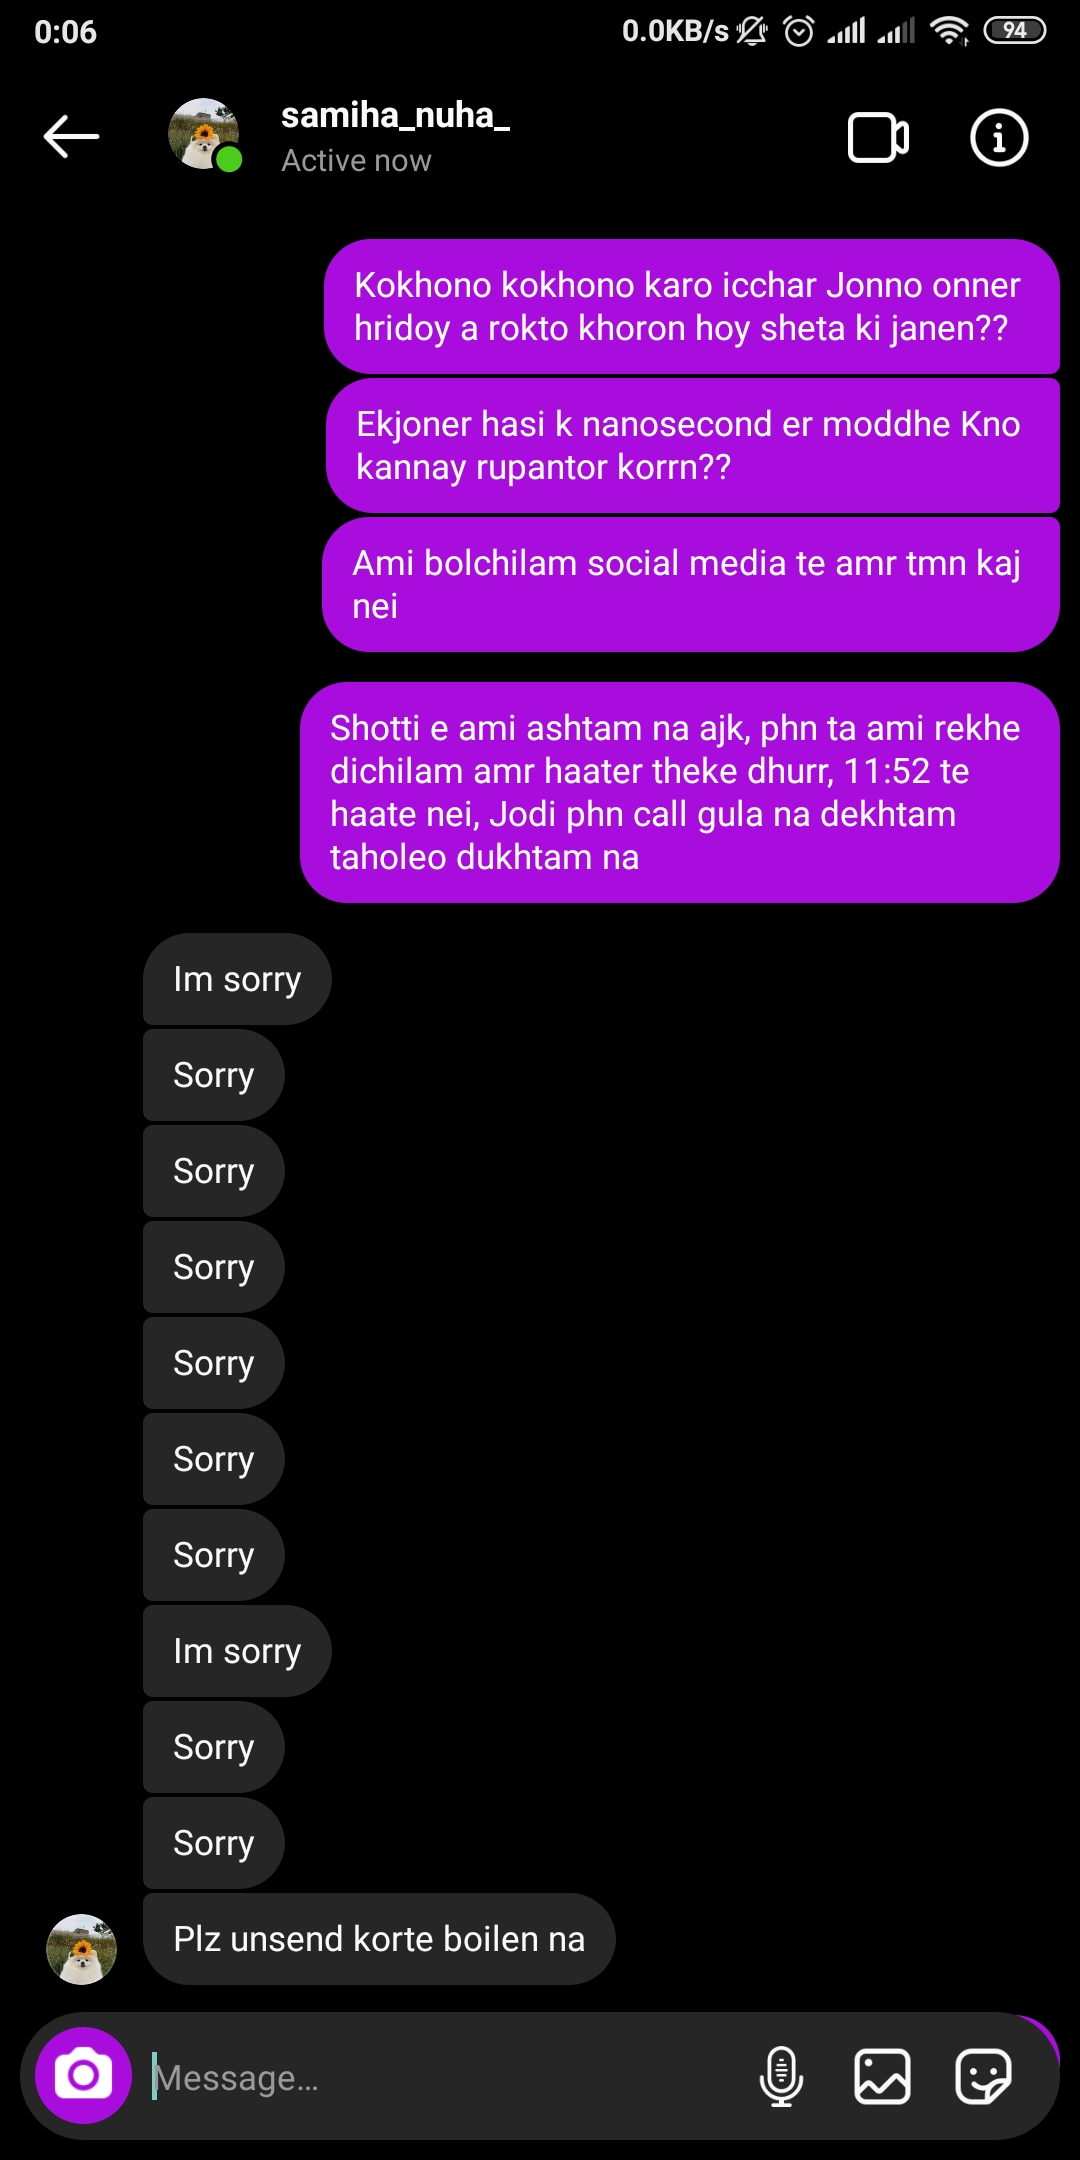 0:06
0.0KB/s
94
samiha_nuha_
Active now
Kokhono kokhono karo icchar Jonno onner
hridoy a rokto khoron hoy sheta ki janen??
Ekjoner hasi k nanosecond er moddhe Kno
kannay rupantor korrn??
Ami bolchilam social media te amr tmn kaj
nei
Shotti e ami ashtam na ajk, phn ta ami rekhe
dichilam amr haater theke dhurr, 11:52 te
haate nei, Jodi phn call gula na dekhtam
taholeo dukhtam na
Im sorry
Sorry
Sorry
Sorry
Sorry
Sorry
Sorry
Im sorry
Sorry
Sorry
Plz unsend korte boilen na
Message...